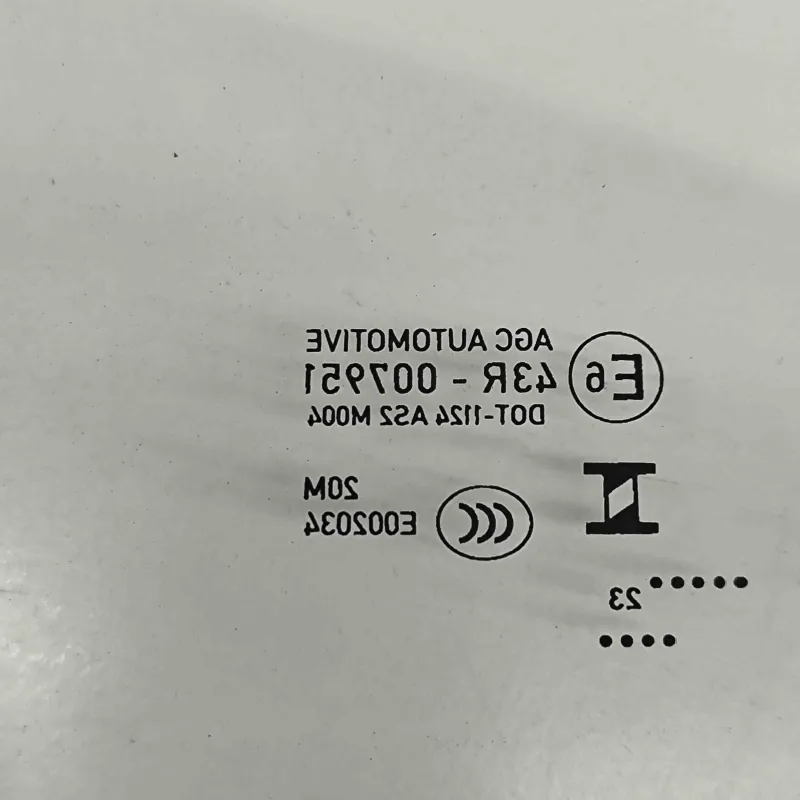 E6
AGC AUTOMOTIVE
43R - 007951
DOT-1124 AS2 M004
CCC
20M
E002034
23